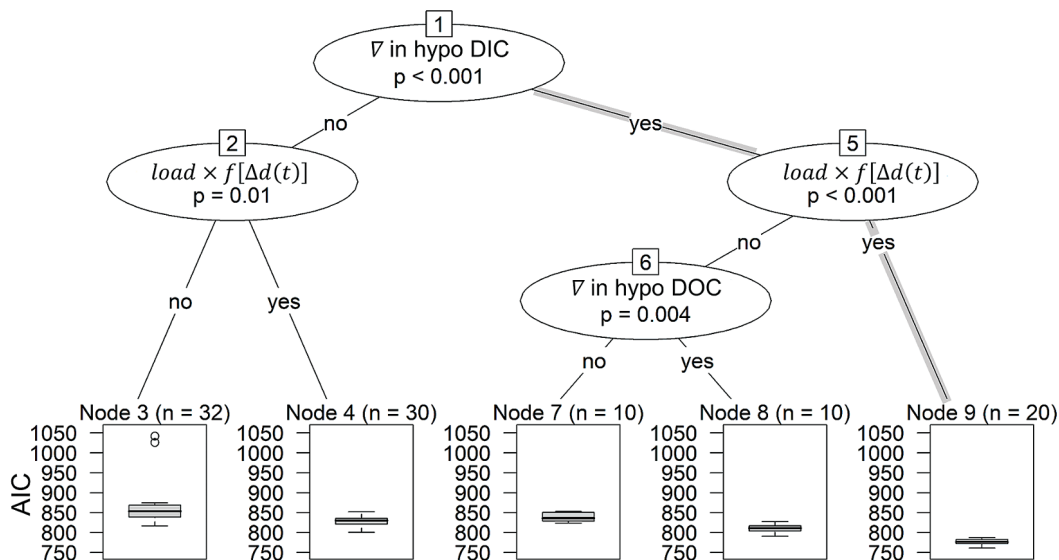 1
∇ in hypo DIC
p < 0.001
no
yes
2
load × f[Δd(t)]
p = 0.01
5
load × f[Δd(t)]
p < 0.001
no
yes
6
∇ in hypo DOC
p = 0.004
no
yes
no
yes
Node 3 (n = 32)
Node 4 (n = 30)
Node 7 (n = 10)
Node 8 (n = 10)
Node 9 (n = 20)
AIC
1050
1000
950
900
850
800
750
1050
1000
950
900
850
800
750
1050
1000
950
900
850
800
750
1050
1000
950
900
850
800
750
1050
1000
950
900
850
800
750